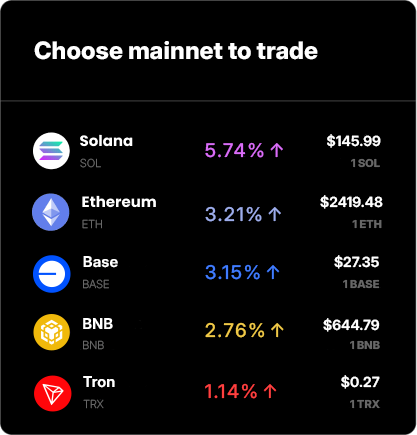 Choose mainnet to trade
Solana 5.74% ↑ $145.99
SOL 1 SOL
Ethereum 3.21% ↑ $2419.48
ETH 1 ETH
Base 3.15% ↑ $27.35
BASE 1 BASE
BNB 2.76% ↑ $644.79
BNB 1 BNB
Tron 1.14% ↑ $0.27
TRX 1 TRX